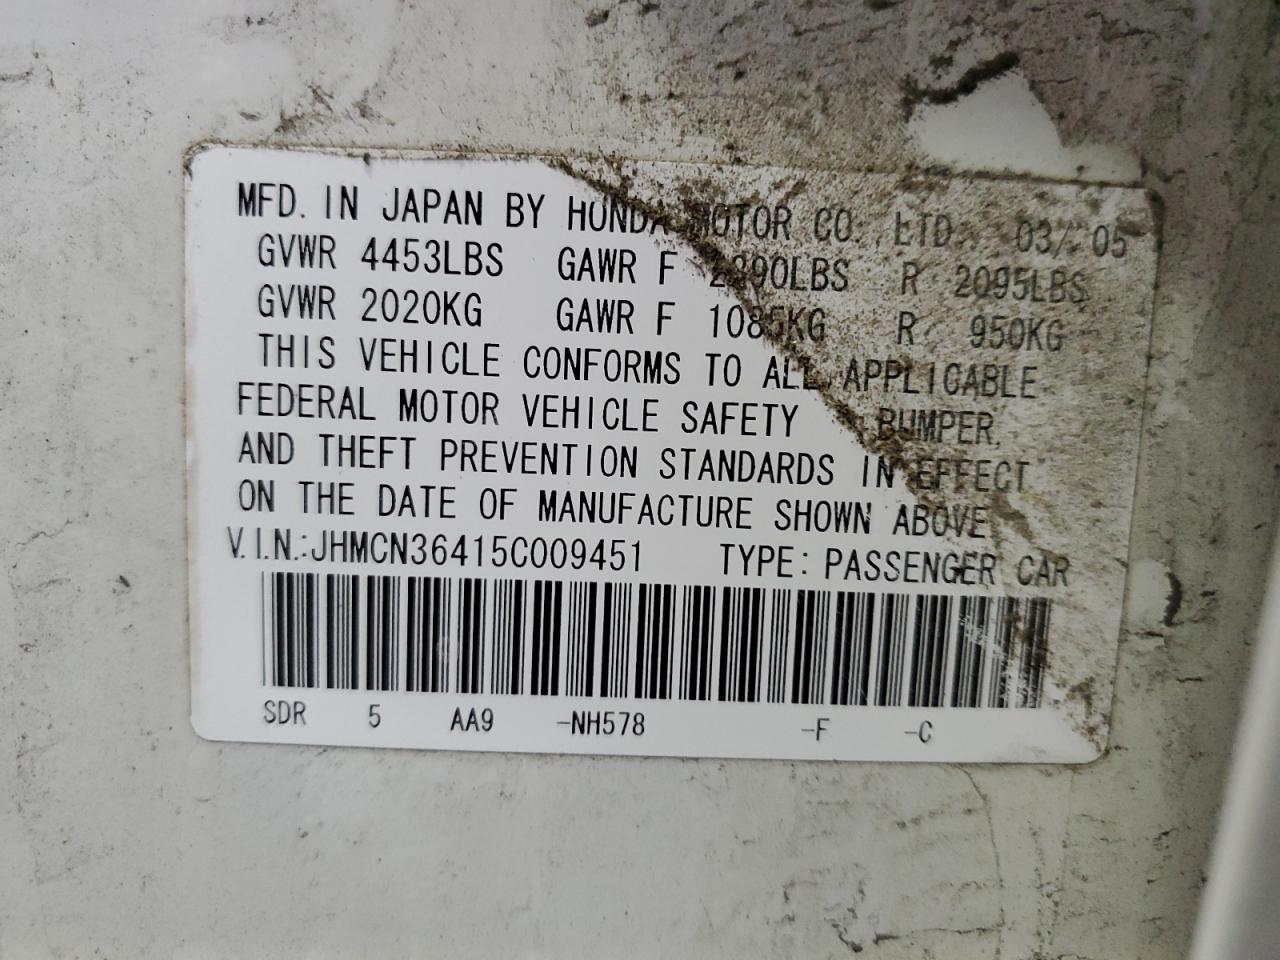 MFD. IN JAPAN BY HONDA MOTOR CO., LTD. 03/ 05
GVWR 4453LBS GAWR F 2390LBS R 2095LBS
GVWR 2020KG GAWR F 1085KG R 950KG
THIS VEHICLE CONFORMS TO ALL APPLICABLE
FEDERAL MOTOR VEHICLE SAFETY BUMPER,
AND THEFT PREVENTION STANDARDS IN EFFECT
ON THE DATE OF MANUFACTURE SHOWN ABOVE
V.I.N.:JHMCN36415C009451 TYPE: PASSENGER CAR
SDR 5 AA9 -NH578 -F -C